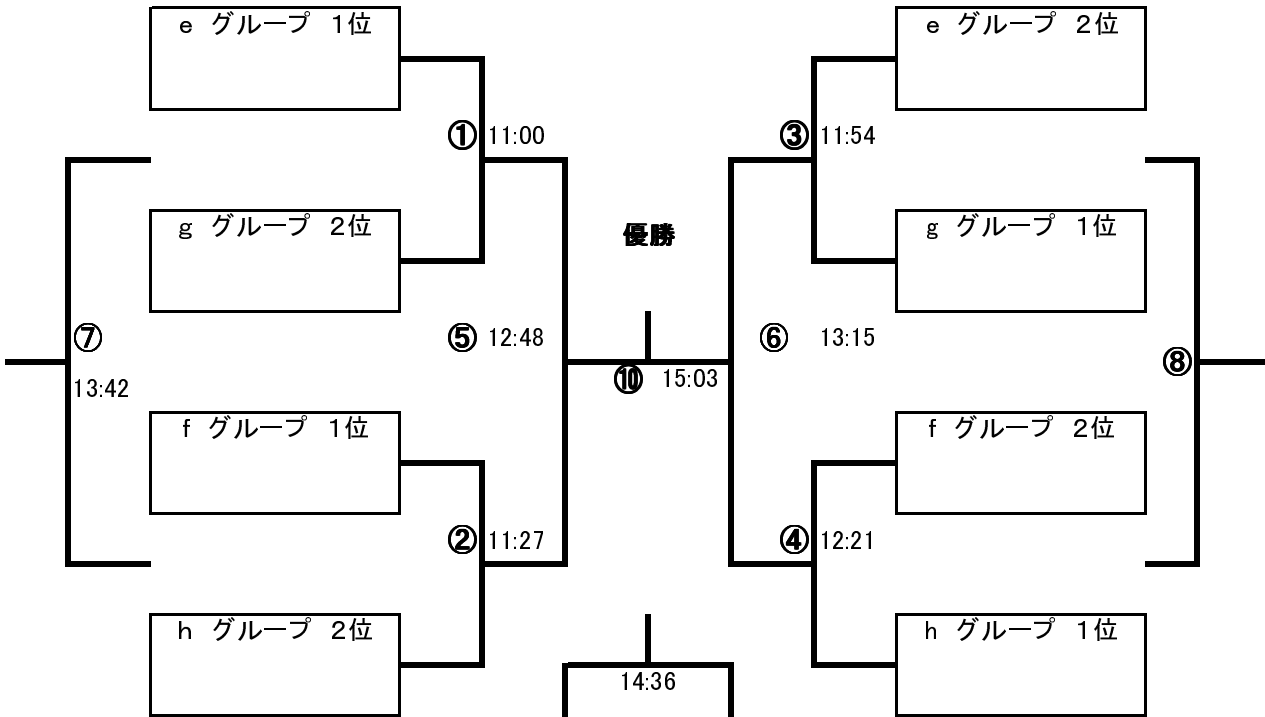 e グループ 1位
e グループ 2位
① 11:00
③ 11:54
g グループ 2位
g グループ 1位
優勝
⑦
⑤ 12:48
⑥ 13:15
⑧
⑩ 15:03
13:42
f グループ 1位
f グループ 2位
② 11:27
④ 12:21
h グループ 2位
h グループ 1位
14:36